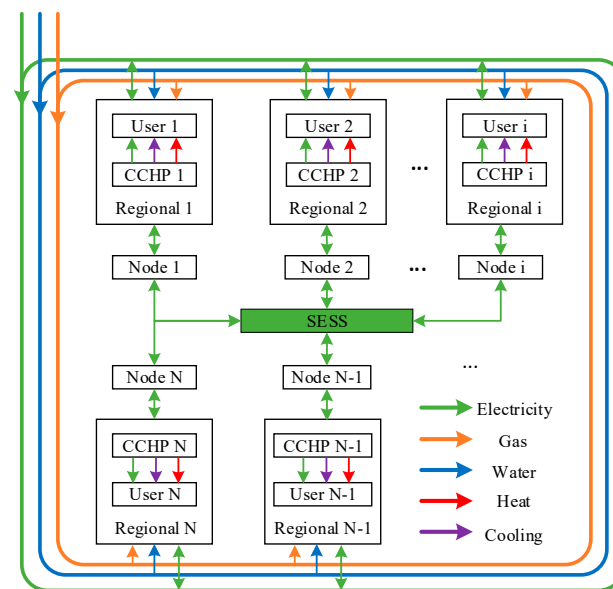 User 1
CCHP 1
Regional 1
User 2
CCHP 2
Regional 2
...
User i
CCHP i
Regional i
Node 1
Node 2
...
Node i
SESS
Node N
Node N-1
...
CCHP N
User N
Regional N
CCHP N-1
User N-1
Regional N-1
Electricity
Gas
Water
Heat
Cooling